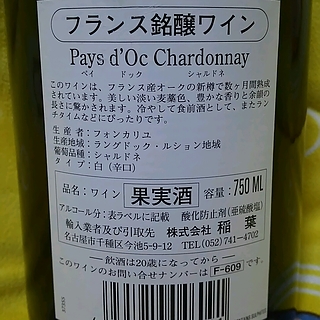 フランス銘醸ワイン
Pays d'Oc Chardonnay
ペイ ドック シャルドネ
このワインは、フランス産オークの新樽で数ヶ月間熟成
されています。美しい淡い麦藁色、豊かな香りと余韻の
長さに驚かされます。冷やして食前酒として、またラン
チタイムなどにぴったりです。
生産者：フォンカリユ
生産地域：ラングドック・ルション地域
葡萄品種：シャルドネ
タイプ：白（辛口）
品名：ワイン 果実酒 容量：750ML
アルコール分：表ラベルに記載 酸化防止剤（亜硫酸塩）
輸入業者及び引取先 株式会社 稲葉
名古屋市千種区今池5-9-12 TEL(052)741-4702
―飲酒は20歳になってから―
このワインのお問い合せナンバーは F-609 です。